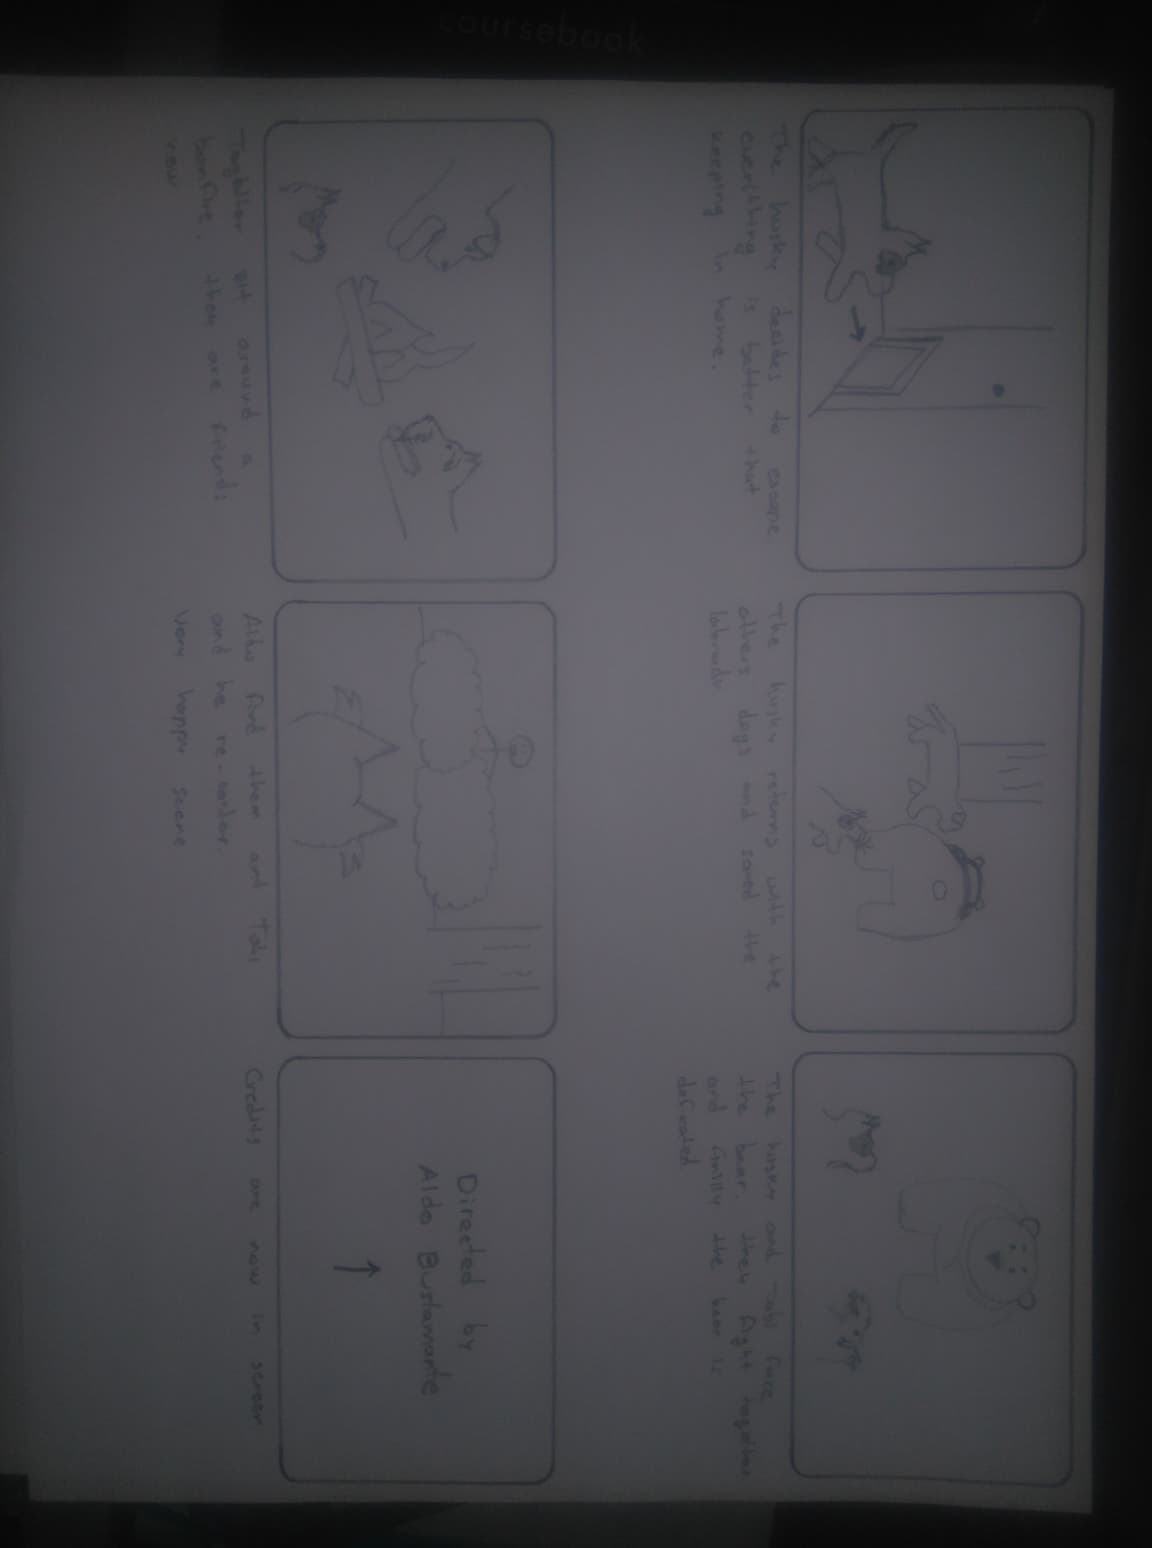 coursebook
The husky decides to escape
everything is better that
keeping in home.
The husky returns with the
others days and saved the
labrador
The husky and Tobi face
the bear. they fight together
and finilly the bear is
defeated
Together sit around a
bonfire. they are friends
now
Aldo find them and Tobi
and he re-
Very happy scene
Directed by
Aldo Bustamante
Credits are now in screen